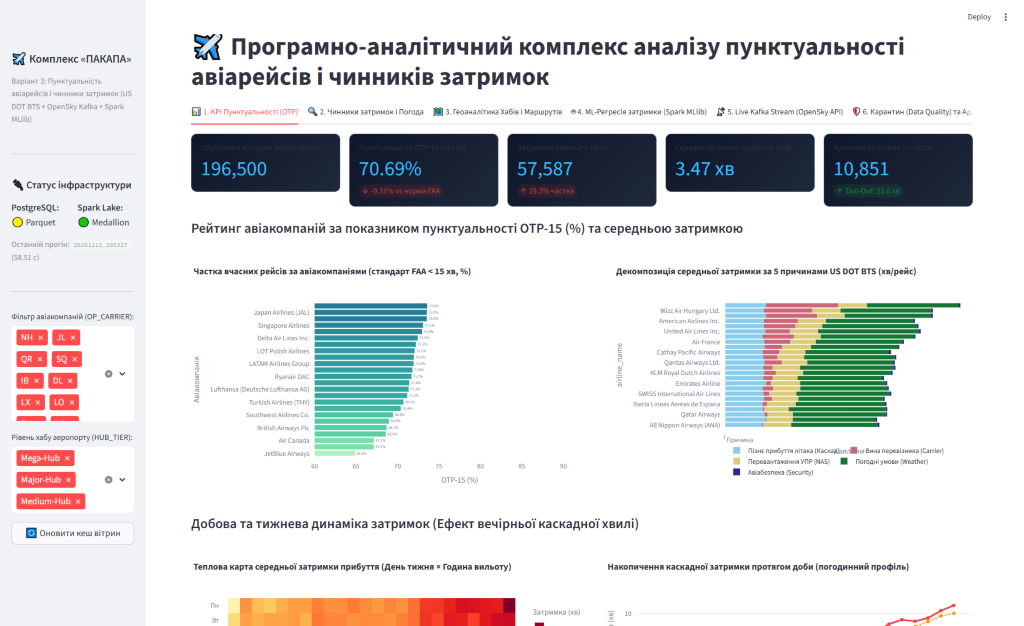 Deploy
Комплекс «ПАКАПА»
Варіант 3: Пунктуальність
авіарейсів і чинники затримок (US
DOT BTS + OpenSky Kafka + Spark
MLlib)
Статус інфраструктури
PostgreSQL:
Spark Lake:
Parquet
Medallion
Останній прогін:
(58.51 с)
Фільтр авіакомпаній (OP_CARRIER):
NH ×
JL ×
QR ×
SQ ×
IB ×
DL ×
LX ×
LO ×
Рівень хабу аеропорту (HUB_TIER):
Mega-Hub ×
Major-Hub ×
Medium-Hub ×
Оновити кеш вітрин
Програмно-аналітичний комплекс аналізу пунктуальності
авіарейсів і чинників затримок
1. KPI Пунктуальності (OTP)
2. Чинники затримок і Погода
3. Геоаналітика Хабів і Маршрутів
4. ML-Регресія затримки (Spark MLlib)
5. Live Kafka Stream (OpenSky API)
6. Карантин (Data Quality) та Ад
196,500
70.69%
↓ -9.31% vs норма FAA
57,587
↑ 29.3% частка
3.47 хв
10,851
↑ Taxi-Out: 21.6 хв
Рейтинг авіакомпаній за показником пунктуальності OTP-15 (%) та середньою затримкою
Частка вчасних рейсів за авіакомпаніями (стандарт FAA < 15 хв, %)
Авіакомпанія
Japan Airlines (JAL)
Singapore Airlines
Delta Air Lines Inc.
LOT Polish Airlines
LATAM Airlines Group
Ryanair DAC
Lufthansa (Deutsche Lufthansa AG)
Turkish Airlines (THY)
Southwest Airlines Co.
British Airways Plc
Air Canada
JetBlue Airways
60 65 70 75 80 85 90
OTP-15 (%)
Декомпозиція середньої затримки за 5 причинами US DOT BTS (хв/рейс)
airline_name
Wizz Air Hungary Ltd.
American Airlines Inc.
United Air Lines Inc.
Air France
Cathay Pacific Airways
Qantas Airways Ltd.
KLM Royal Dutch Airlines
Emirates Airline
SWISS International Air Lines
Iberia Lineas Aereas de Espana
Qatar Airways
All Nippon Airways (ANA)
Причина
Пізнє прибуття літака (Каскад)
Вина перевізника (Carrier)
Перевантаження УПР (NAS)
Погодні умови (Weather)
Авіабезпека (Security)
Добова та тижнева динаміка затримок (Ефект вечірньої каскадної хвилі)
Теплова карта середньої затримки прибуття (День тижня × Година вильоту)
Пн
Вт
Затримка (хв)
Накопичення каскадної затримки протягом доби (погодинний профіль)
10